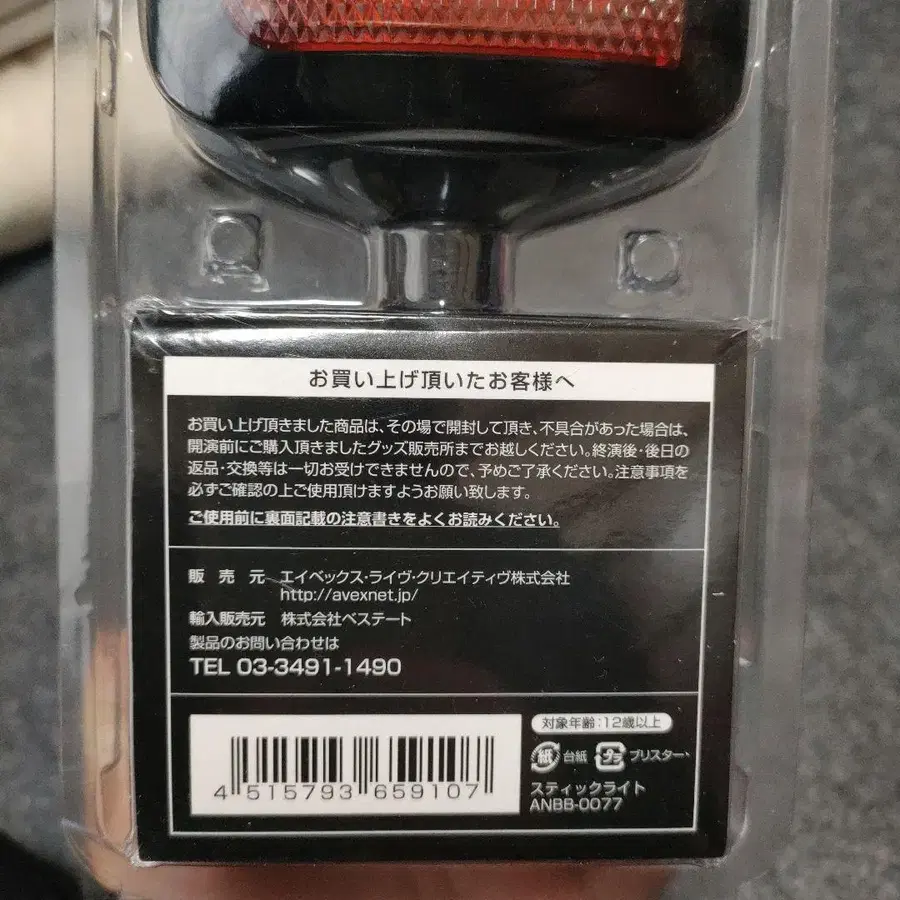 お買い上げ頂いたお客様へ
お買い上げ頂きました商品は、その場で開封して頂き、不具合があった場合は、
開演前にご購入頂きましたグッズ販売所までお越しください。終演後・後日の
返品・交換等は一切お受けできませんので、予めご了承ください。注意事項を
必ずご確認の上ご使用頂けますようお願い致します。
ご使用前に裏面記載の注意書きをよくお読みください。
販売元 エイベックス・ライヴ・クリエイティヴ株式会社
http://avexnet.jp/
輸入販売元 株式会社ベステート
製品のお問い合わせは
TEL 03-3491-1490
対象年齢：12歳以上
紙 台紙 プラ ブリスター
スティックライト
ANBB-0077
4 515793 659107